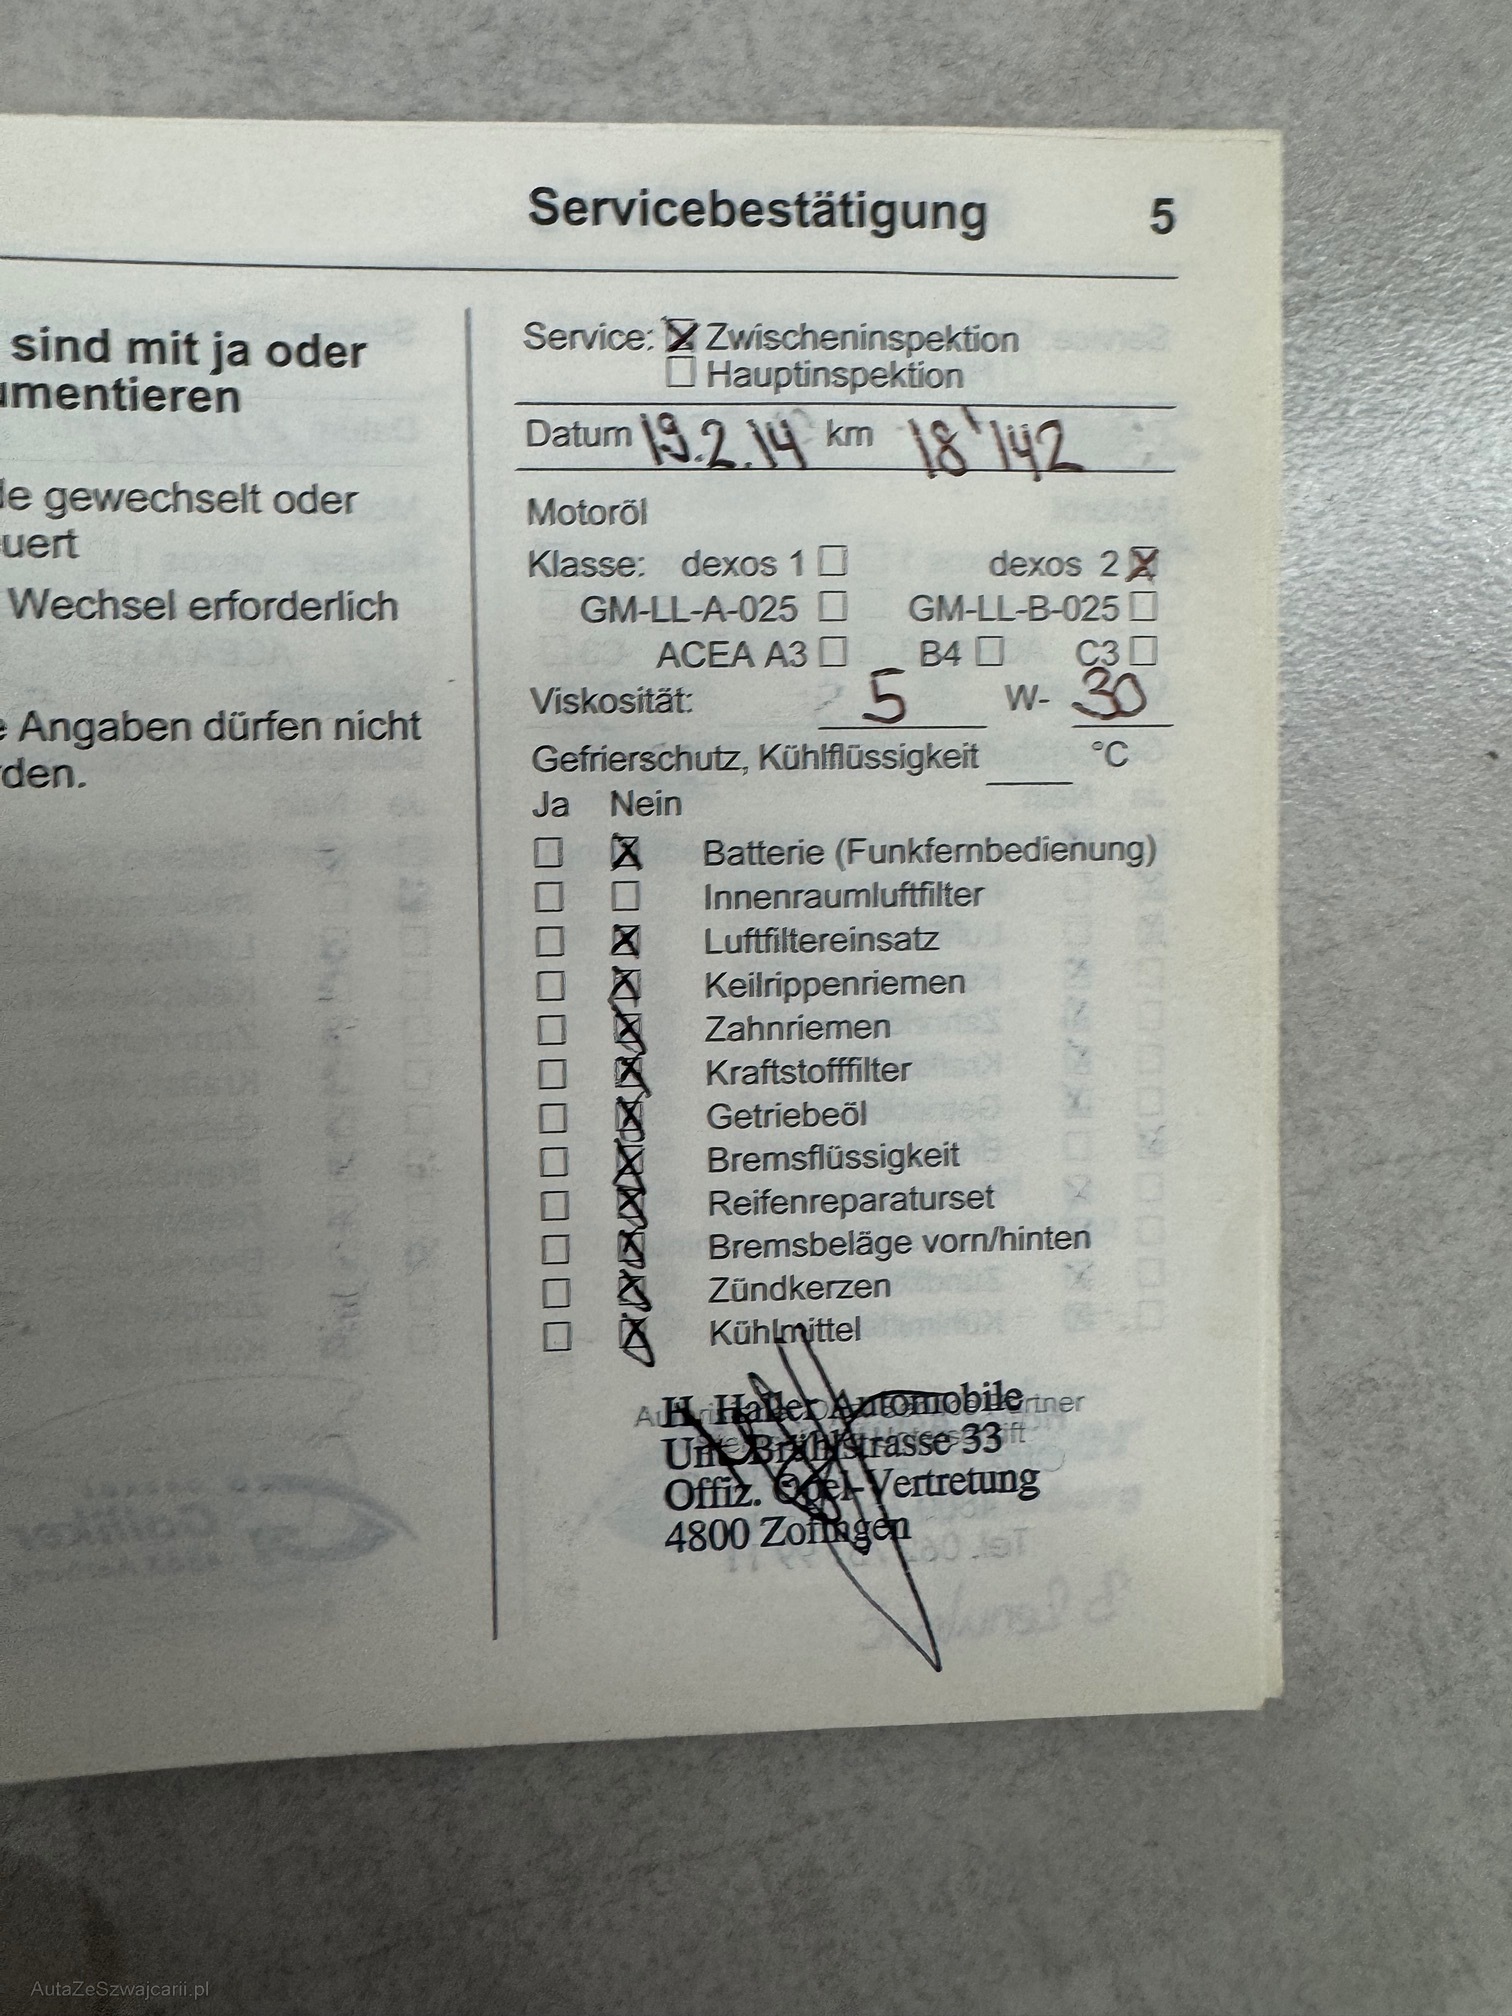 Servicebestätigung 5
sind mit ja oder
umentieren
de gewechselt oder
uert
Wechsel erforderlich
Angaben dürfen nicht
den.
Service: Zwischeninspektion
Hauptinspektion
Datum 19.2.14 km 18'142
Motoröl
Klasse: dexos 1 dexos 2
GM-LL-A-025 GM-LL-B-025
ACEA A3 B4 C3
Viskosität: 5 W- 30
Gefrierschutz, Kühlflüssigkeit °C
Ja Nein
Batterie (Funkfernbedienung)
Innenraumluftfilter
Luftfiltereinsatz
Keilrippenriemen
Zahnriemen
Kraftstofffilter
Getriebeöl
Bremsflüssigkeit
Reifenreparaturset
Bremsbeläge vorn/hinten
Zündkerzen
Kühlmittel
H. Haller Automobile
Unt. Brühlstrasse 33
Offiz. Opel-Vertretung
4800 Zofingen
AutaZeSzwajcarii.pl